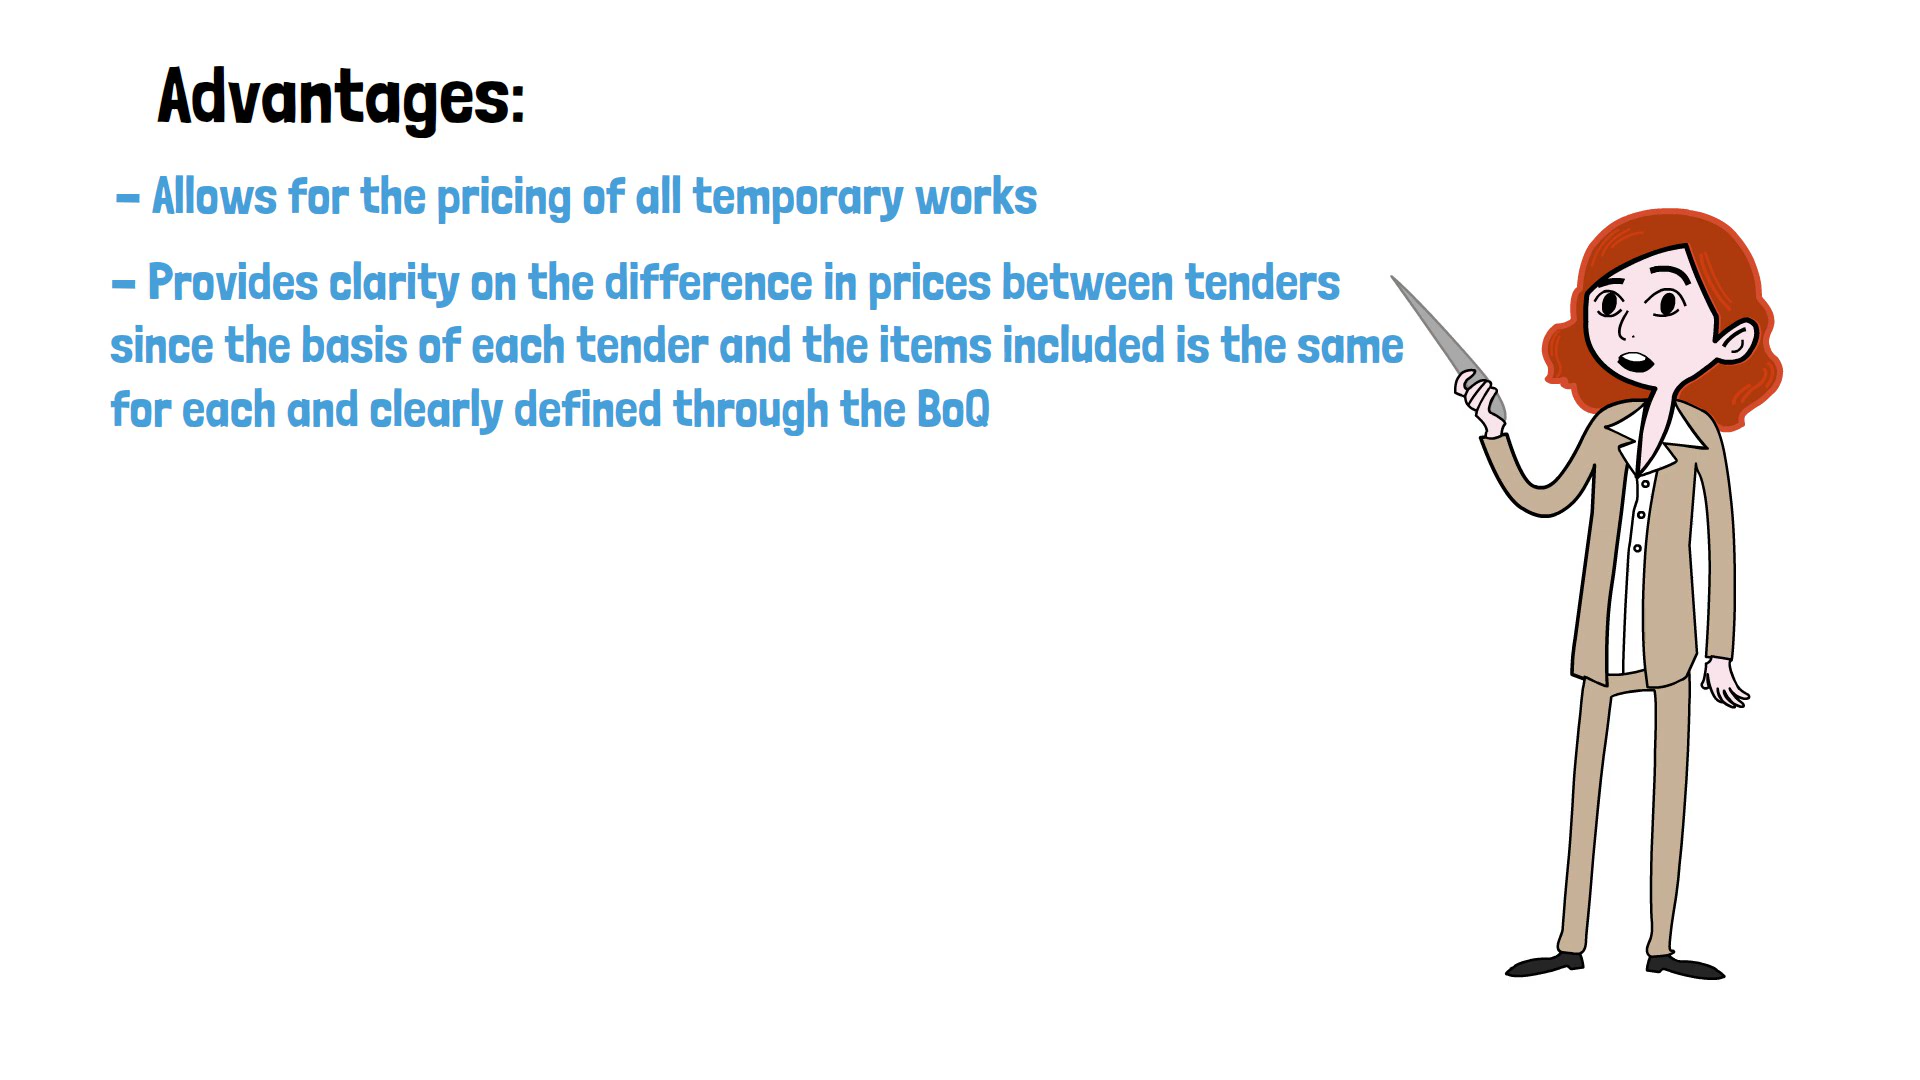 Advantages:
– Allows for the pricing of all temporary works
– Provides clarity on the difference in prices between tenders
since the basis of each tender and the items included is the same
for each and clearly defined through the BoQ